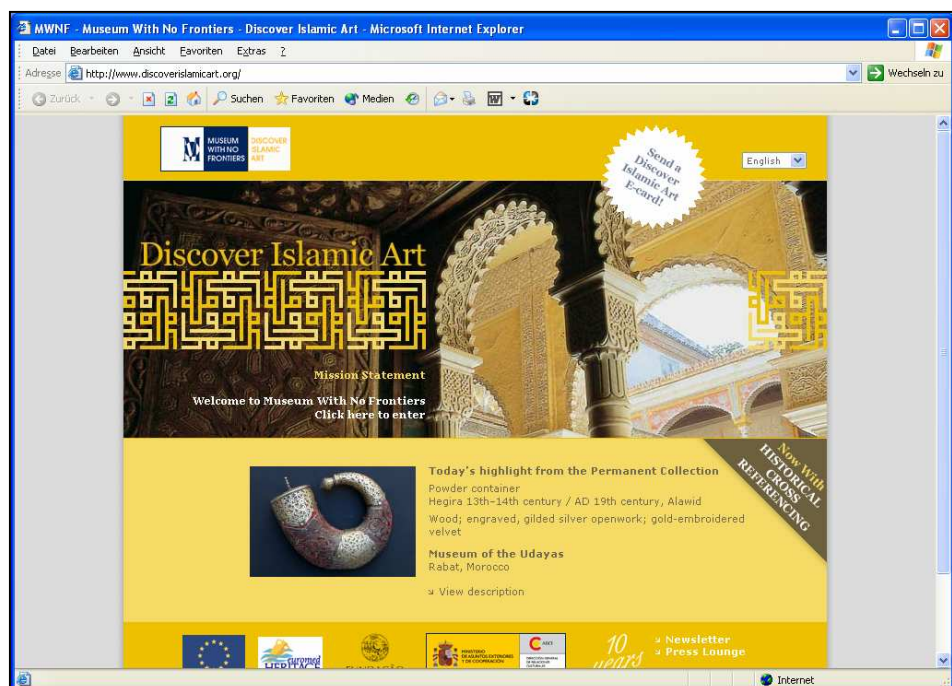 MWNF - Museum With No Frontiers - Discover Islamic Art - Microsoft Internet Explorer
Datei Bearbeiten Ansicht Favoriten Extras ?
Adresse http://www.discoverislamicart.org/ Wechseln zu
Zurück Suchen Favoriten Medien
MUSEUM
WITH NO
FRONTIERS
DISCOVER
ISLAMIC
ART
Send a
Discover
Islamic Art
E-card!
English
Discover Islamic Art
Mission Statement
Welcome to Museum With No Frontiers
Click here to enter
Now With
HISTORICAL
CROSS
REFERENCING
Today's highlight from the Permanent Collection
Powder container
Hegira 13th-14th century / AD 19th century, Alawid
Wood; engraved, gilded silver openwork; gold-embroidered
velvet
Museum of the Udayas
Rabat, Morocco
View description
euromed
HERITAGE
FUNDAÇÃO
MINISTERIO
DE ASUNTOS EXTERIORES
Y DE COOPERACIÓN
10
years
Newsletter
Press Lounge
Internet